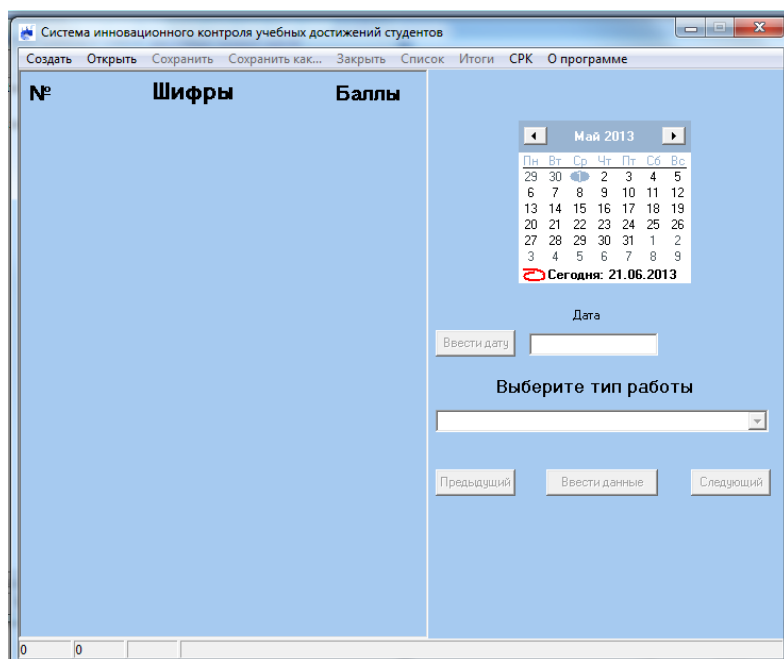 Система инновационного контроля учебных достижений студентов
Создать Открыть Сохранить Сохранить как... Закрыть Список Итоги СРК О программе
№ Шифры Баллы
Май 2013
Пн Вт Ср Чт Пт Сб Вс
29 30 1 2 3 4 5
6 7 8 9 10 11 12
13 14 15 16 17 18 19
20 21 22 23 24 25 26
27 28 29 30 31 1 2
3 4 5 6 7 8 9
Сегодня: 21.06.2013
Дата
Ввести дату
Выберите тип работы
Предыдущий Ввести данные Следующий
0 0